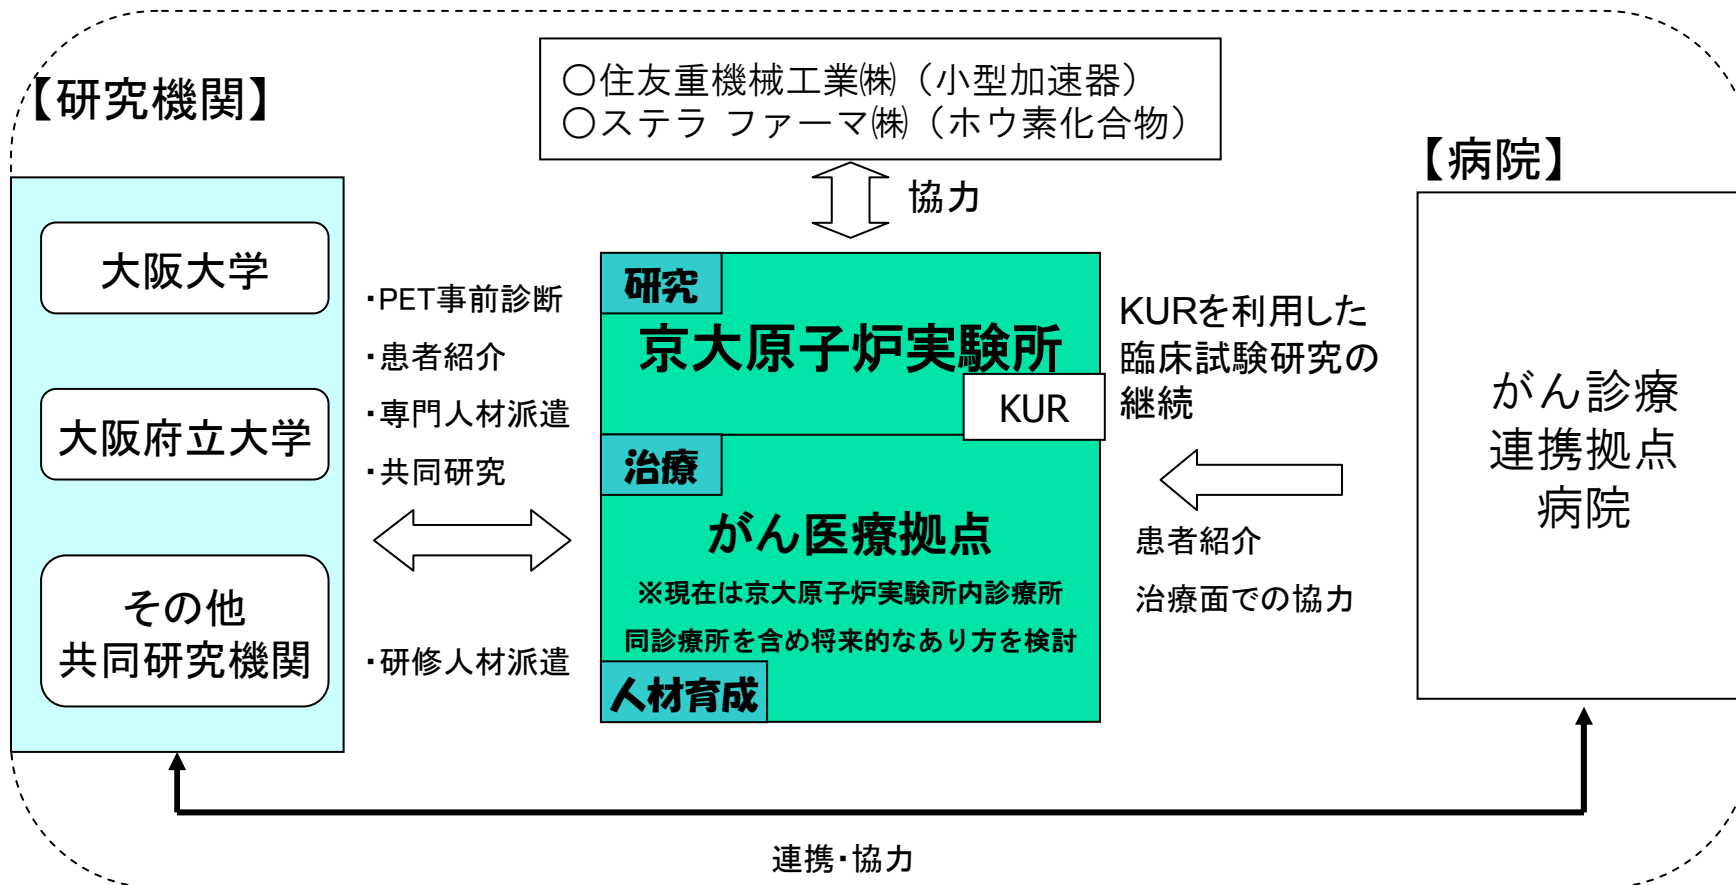 【研究機関】
○住友重機械工業㈱（小型加速器）
○ステラ ファーマ㈱（ホウ素化合物）
協力
【病院】
大阪大学
大阪府立大学
その他
共同研究機関
・PET事前診断
・患者紹介
・専門人材派遣
・共同研究
・研修人材派遣
研究
京大原子炉実験所
KUR
治療
がん医療拠点
※現在は京大原子炉実験所内診療所
同診療所を含め将来的なあり方を検討
人材育成
KURを利用した
臨床試験研究の
継続
患者紹介
治療面での協力
がん診療
連携拠点
病院
連携・協力